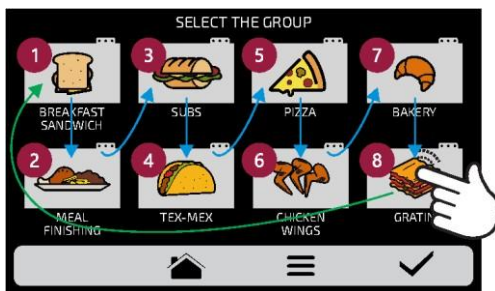 SELECT THE GROUP
1
3
5
7
BREAKFAST
SANDWICH
SUBS
PIZZA
BAKERY
2
4
6
8
MEAL
FINISHING
TEX-MEX
CHICKEN
WINGS
GRATIN